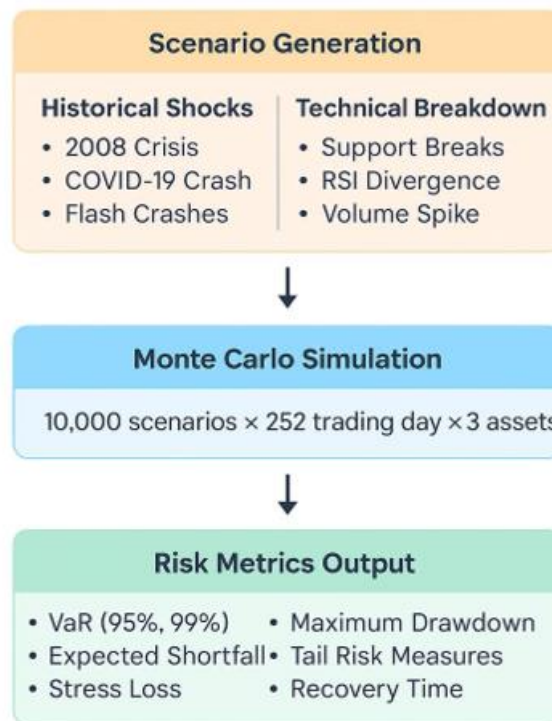 Scenario Generation
Historical Shocks
• 2008 Crisis
• COVID-19 Crash
• Flash Crashes
Technical Breakdown
• Support Breaks
• RSI Divergence
• Volume Spike
Monte Carlo Simulation
10,000 scenarios × 252 trading day × 3 assets
Risk Metrics Output
• VaR (95%, 99%)
• Expected Shortfall
• Stress Loss
• Maximum Drawdown
• Tail Risk Measures
• Recovery Time